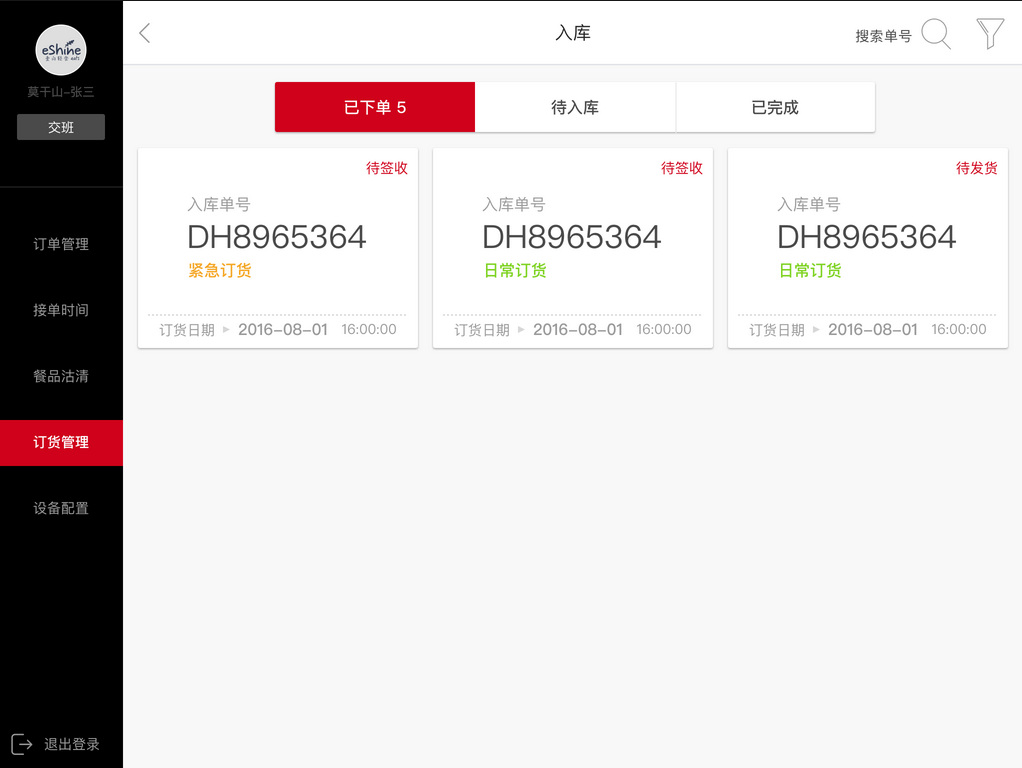 eShine
莫干山-张三
交班
订单管理
接单时间
餐品沽清
订货管理
设备配置
退出登录
入库
搜索单号
已下单 5
待入库
已完成
待签收
入库单号
DH8965364
紧急订货
订货日期 2016-08-01 16:00:00
待签收
入库单号
DH8965364
日常订货
订货日期 2016-08-01 16:00:00
待发货
入库单号
DH8965364
日常订货
订货日期 2016-08-01 16:00:00